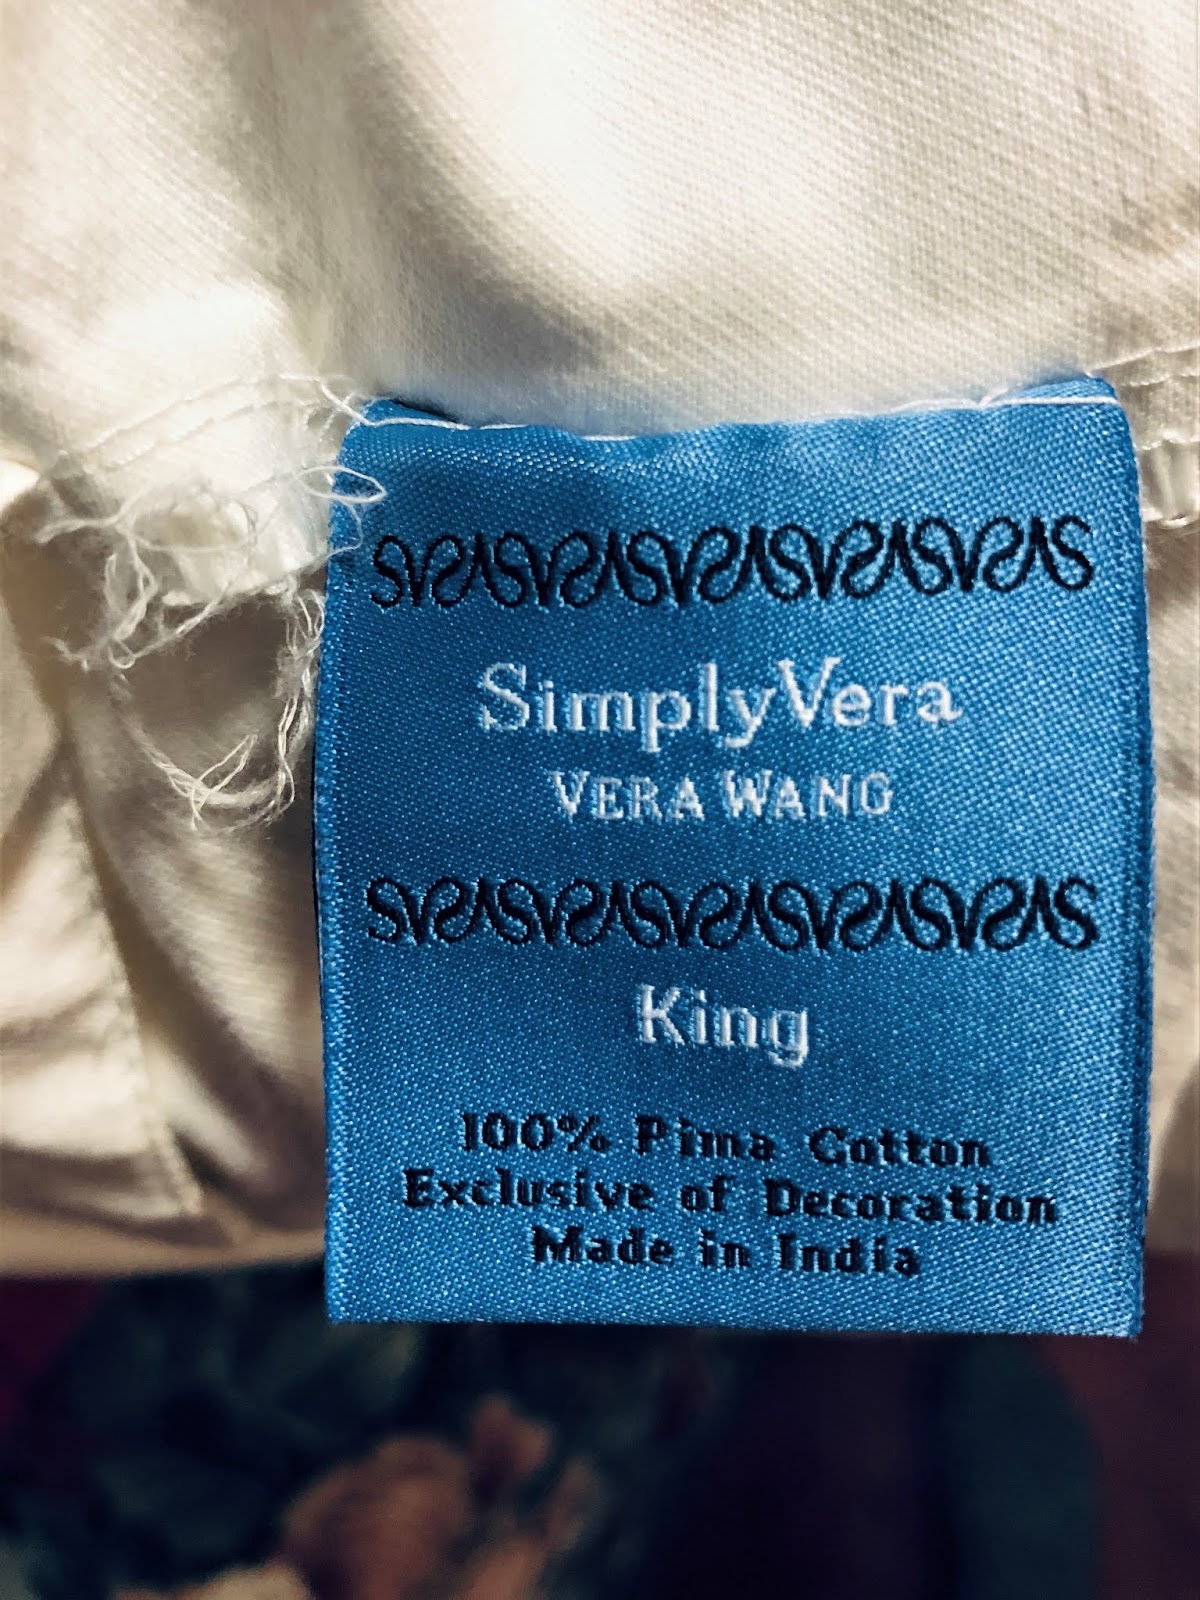 SimplyVera
VERA WANG
King
100% Pima Cotton
Exclusive of Decoration
Made in India